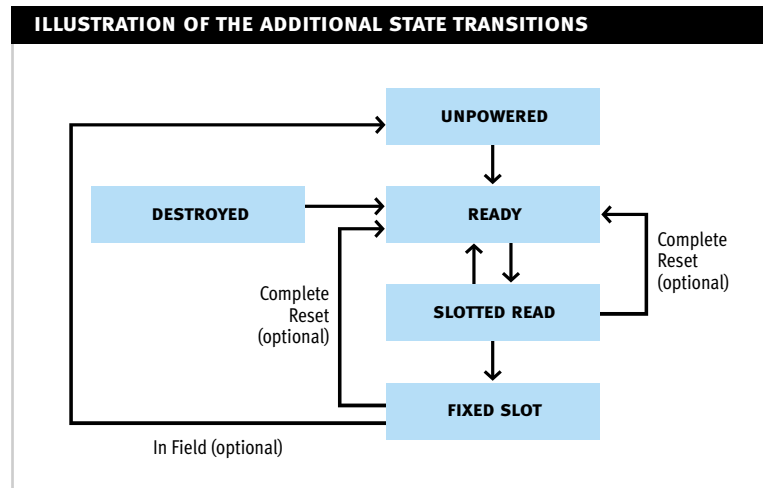 ILLUSTRATION OF THE ADDITIONAL STATE TRANSITIONS
UNPOWERED
DESTROYED
READY
Complete
Reset
(optional)
Complete
Reset
(optional)
SLOTTED READ
FIXED SLOT
In Field (optional)